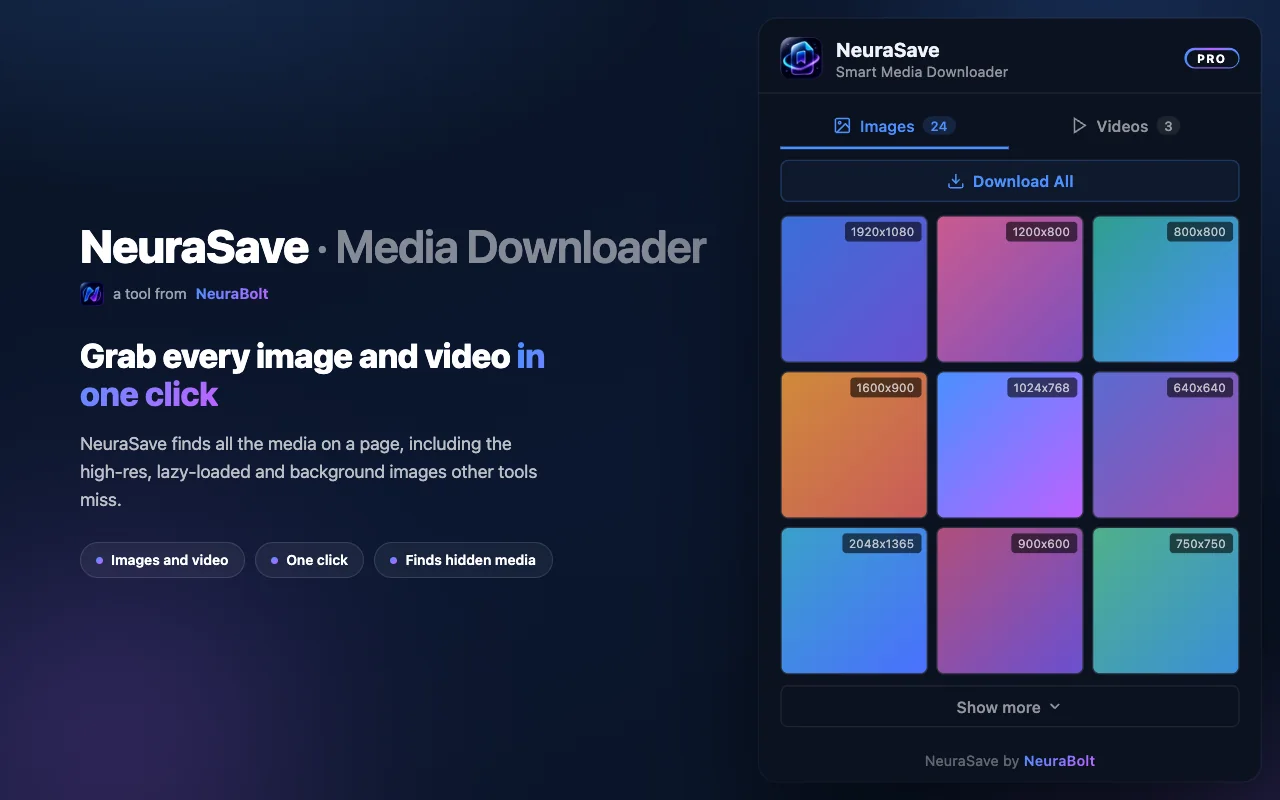 NeuraSave · Media Downloader
a tool from NeuraBolt
Grab every image and video in
one click
NeuraSave finds all the media on a page, including the
high-res, lazy-loaded and background images other tools
miss.
Images and video
One click
Finds hidden media
NeuraSave
Smart Media Downloader
PRO
Images 24
Videos 3
Download All
1920x1080
1200x800
800x800
1600x900
1024x768
640x640
2048x1365
900x600
750x750
Show more
NeuraSave by NeuraBolt